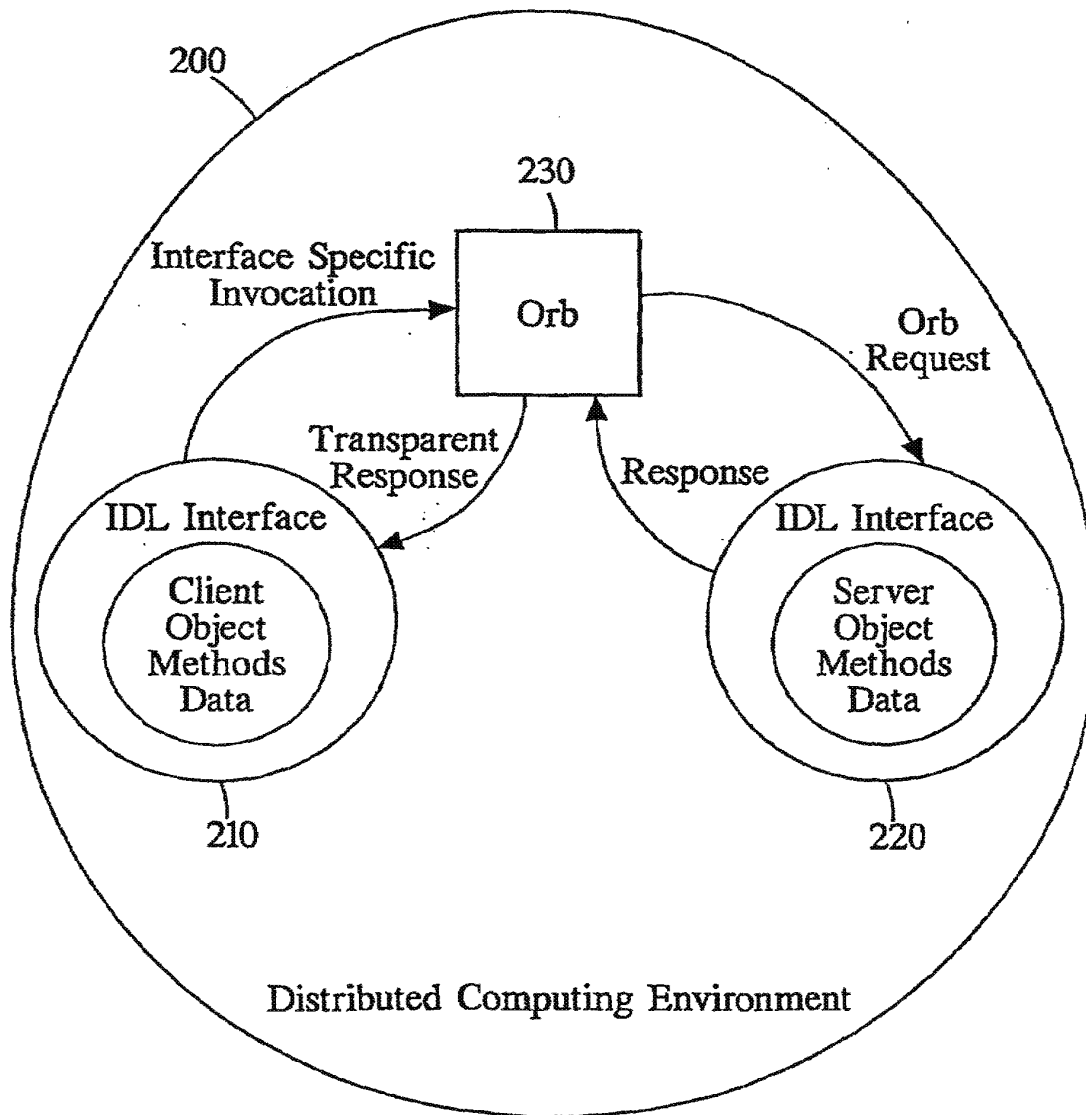 200
230
Interface Specific
Invocation
Orb
Orb
Request
Transparent
Response
Response
IDL Interface
Client
Object
Methods
Data
IDL Interface
Server
Object
Methods
Data
210
220
Distributed Computing Environment